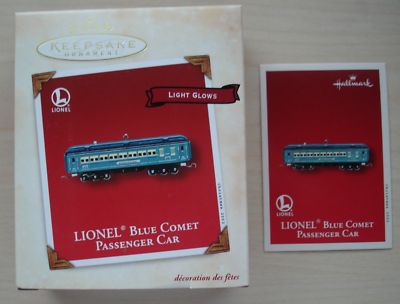 Hallmark
KEEPSAKE
ORNAMENT
LIGHT GLOWS
L
LIONEL
LIONEL® BLUE COMET
PASSENGER CAR
décoration des fêtes
Hallmark
L
LIONEL
LIONEL® BLUE COMET
PASSENGER CAR